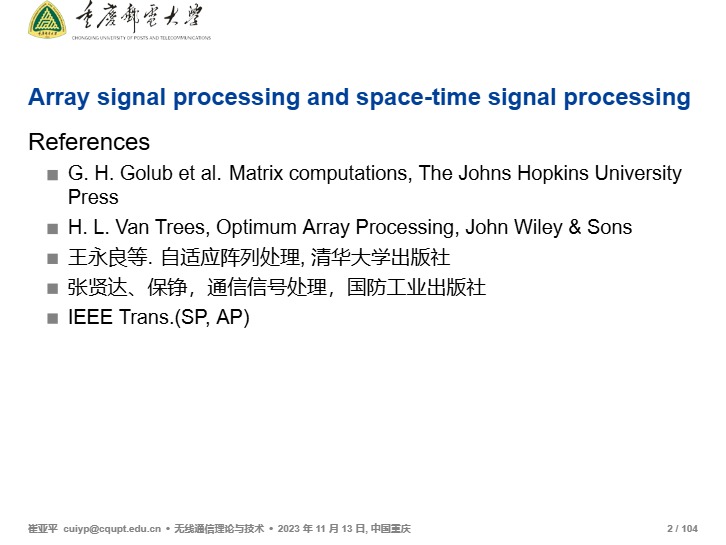 重慶郵電大學
CHONGQING UNIVERSITY OF POSTS AND TELECOMMUNICATIONS
Array signal processing and space-time signal processing
References
G. H. Golub et al. Matrix computations, The Johns Hopkins University
Press
H. L. Van Trees, Optimum Array Processing, John Wiley & Sons
王永良等. 自适应阵列处理, 清华大学出版社
张贤达、保铮，通信信号处理，国防工业出版社
IEEE Trans.(SP, AP)
崔亚平 cuiyp@cqupt.edu.cn • 无线通信理论与技术 • 2023 年 11 月 13 日, 中国重庆
2 / 104